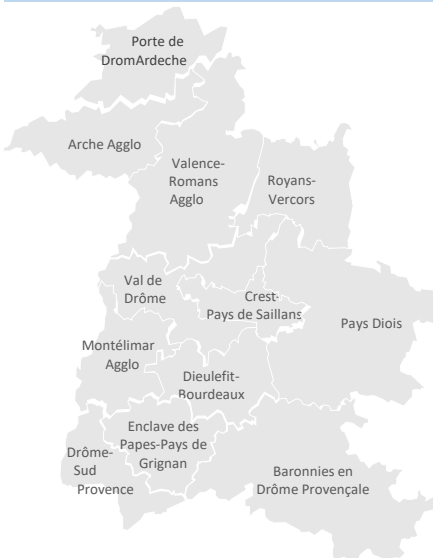 Porte de
DromArdeche
Arche Agglo
Valence-
Romans
Agglo
Royans-
Vercors
Val de
Drôme
Crest-
Pays de Saillans
Pays Diois
Montélimar
Agglo
Dieulefit-
Bourdeaux
Enclave des
Papes-Pays de
Grignan
Drôme-
Sud
Provence
Baronnies en
Drôme Provençale